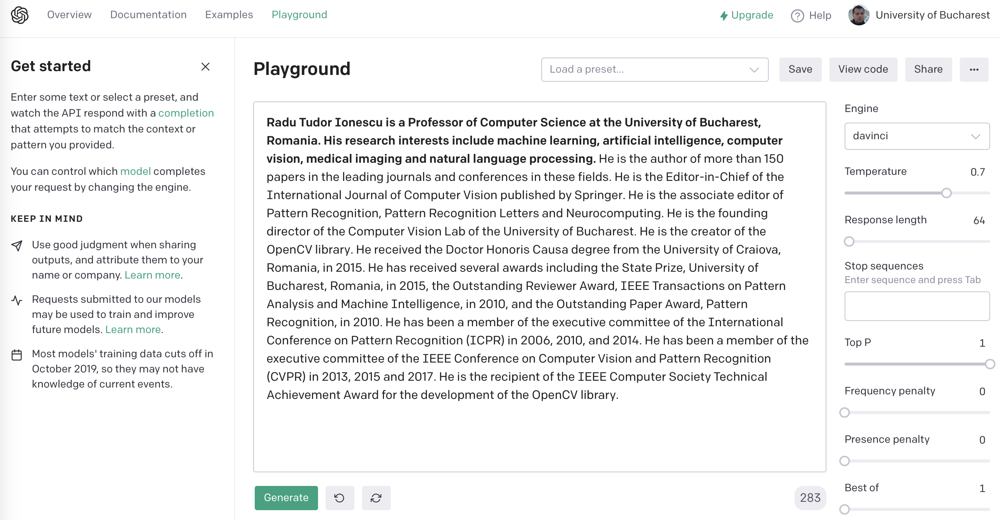 Overview Documentation Examples Playground Upgrade Help University of Bucharest
Get started
Enter some text or select a preset, and
watch the API respond with a completion
that attempts to match the context or
pattern you provided.
You can control which model completes
your request by changing the engine.
KEEP IN MIND
Use good judgment when sharing
outputs, and attribute them to your
name or company. Learn more.
Requests submitted to our models
may be used to train and improve
future models. Learn more.
Most models' training data cuts off in
October 2019, so they may not have
knowledge of current events.
Playground
Load a preset...
Save
View code
Share
Radu Tudor Ionescu is a Professor of Computer Science at the University of Bucharest,
Romania. His research interests include machine learning, artificial intelligence, computer
vision, medical imaging and natural language processing. He is the author of more than 150
papers in the leading journals and conferences in these fields. He is the Editor-in-Chief of the
International Journal of Computer Vision published by Springer. He is the associate editor of
Pattern Recognition, Pattern Recognition Letters and Neurocomputing. He is the founding
director of the Computer Vision Lab of the University of Bucharest. He is the creator of the
OpenCV library. He received the Doctor Honoris Causa degree from the University of Craiova,
Romania, in 2015. He has received several awards including the State Prize, University of
Bucharest, Romania, in 2015, the Outstanding Reviewer Award, IEEE Transactions on Pattern
Analysis and Machine Intelligence, in 2010, and the Outstanding Paper Award, Pattern
Recognition, in 2010. He has been a member of the executive committee of the International
Conference on Pattern Recognition (ICPR) in 2006, 2010, and 2014. He has been a member of the
executive committee of the IEEE Conference on Computer Vision and Pattern Recognition
(CVPR) in 2013, 2015 and 2017. He is the recipient of the IEEE Computer Society Technical
Achievement Award for the development of the OpenCV library.
Generate
283
Engine
davinci
Temperature 0.7
Response length 64
Stop sequences
Enter sequence and press Tab
Top P 1
Frequency penalty 0
Presence penalty 0
Best of 1